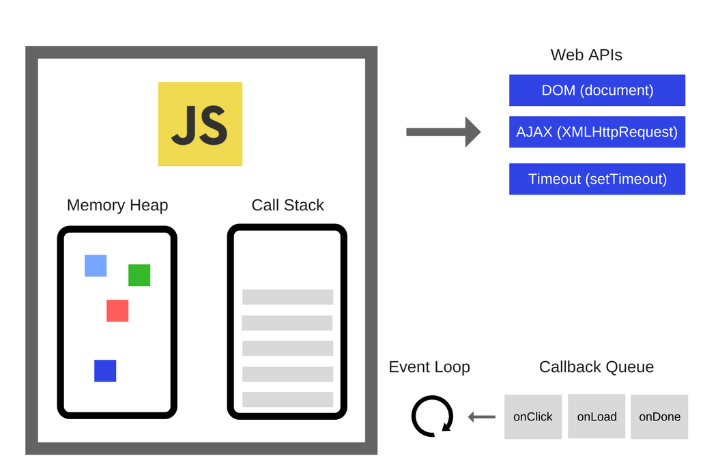 JS
Memory Heap
Call Stack
Web APIs
DOM (document)
AJAX (XMLHttpRequest)
Timeout (setTimeout)
Event Loop
Callback Queue
onClick
onLoad
onDone